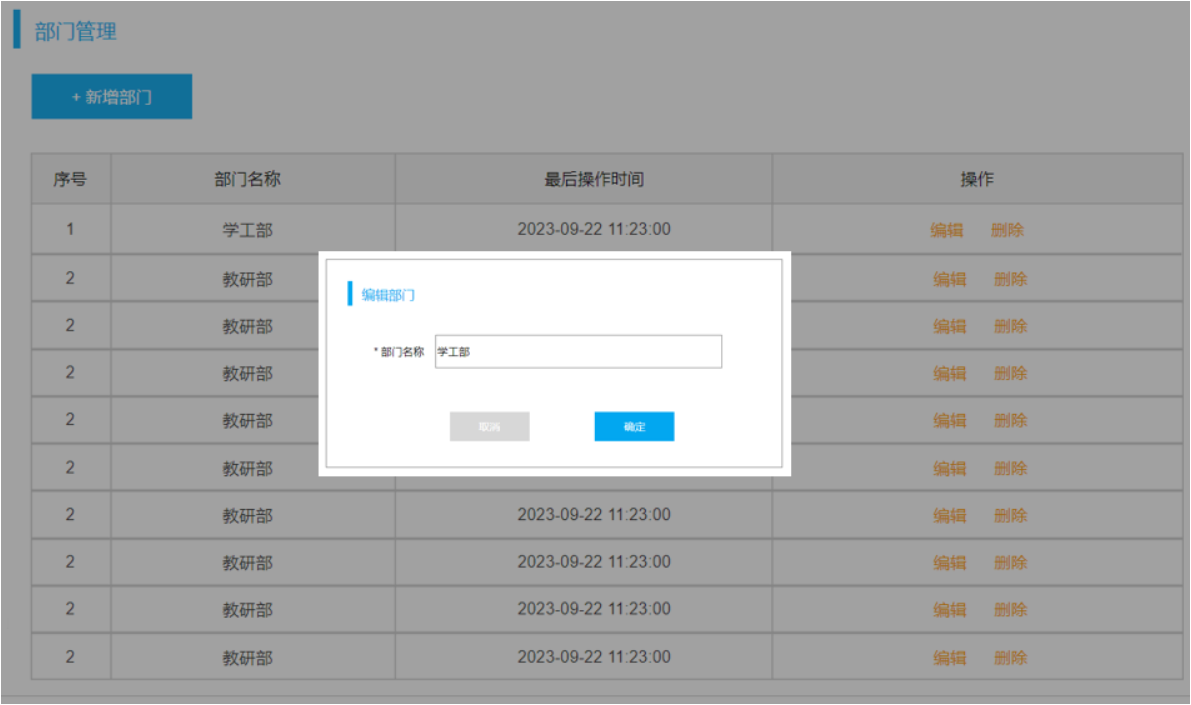 部门管理
+ 新增部门
序号 部门名称 最后操作时间 操作
1 学工部 2023-09-22 11:23:00 编辑 删除
2 教研部 编辑 删除
编辑部门
2 教研部 编辑 删除
* 部门名称 学工部
2 教研部 编辑 删除
2 教研部 编辑 删除
取消 确定
2 教研部 编辑 删除
2 教研部 2023-09-22 11:23:00 编辑 删除
2 教研部 2023-09-22 11:23:00 编辑 删除
2 教研部 2023-09-22 11:23:00 编辑 删除
2 教研部 2023-09-22 11:23:00 编辑 删除